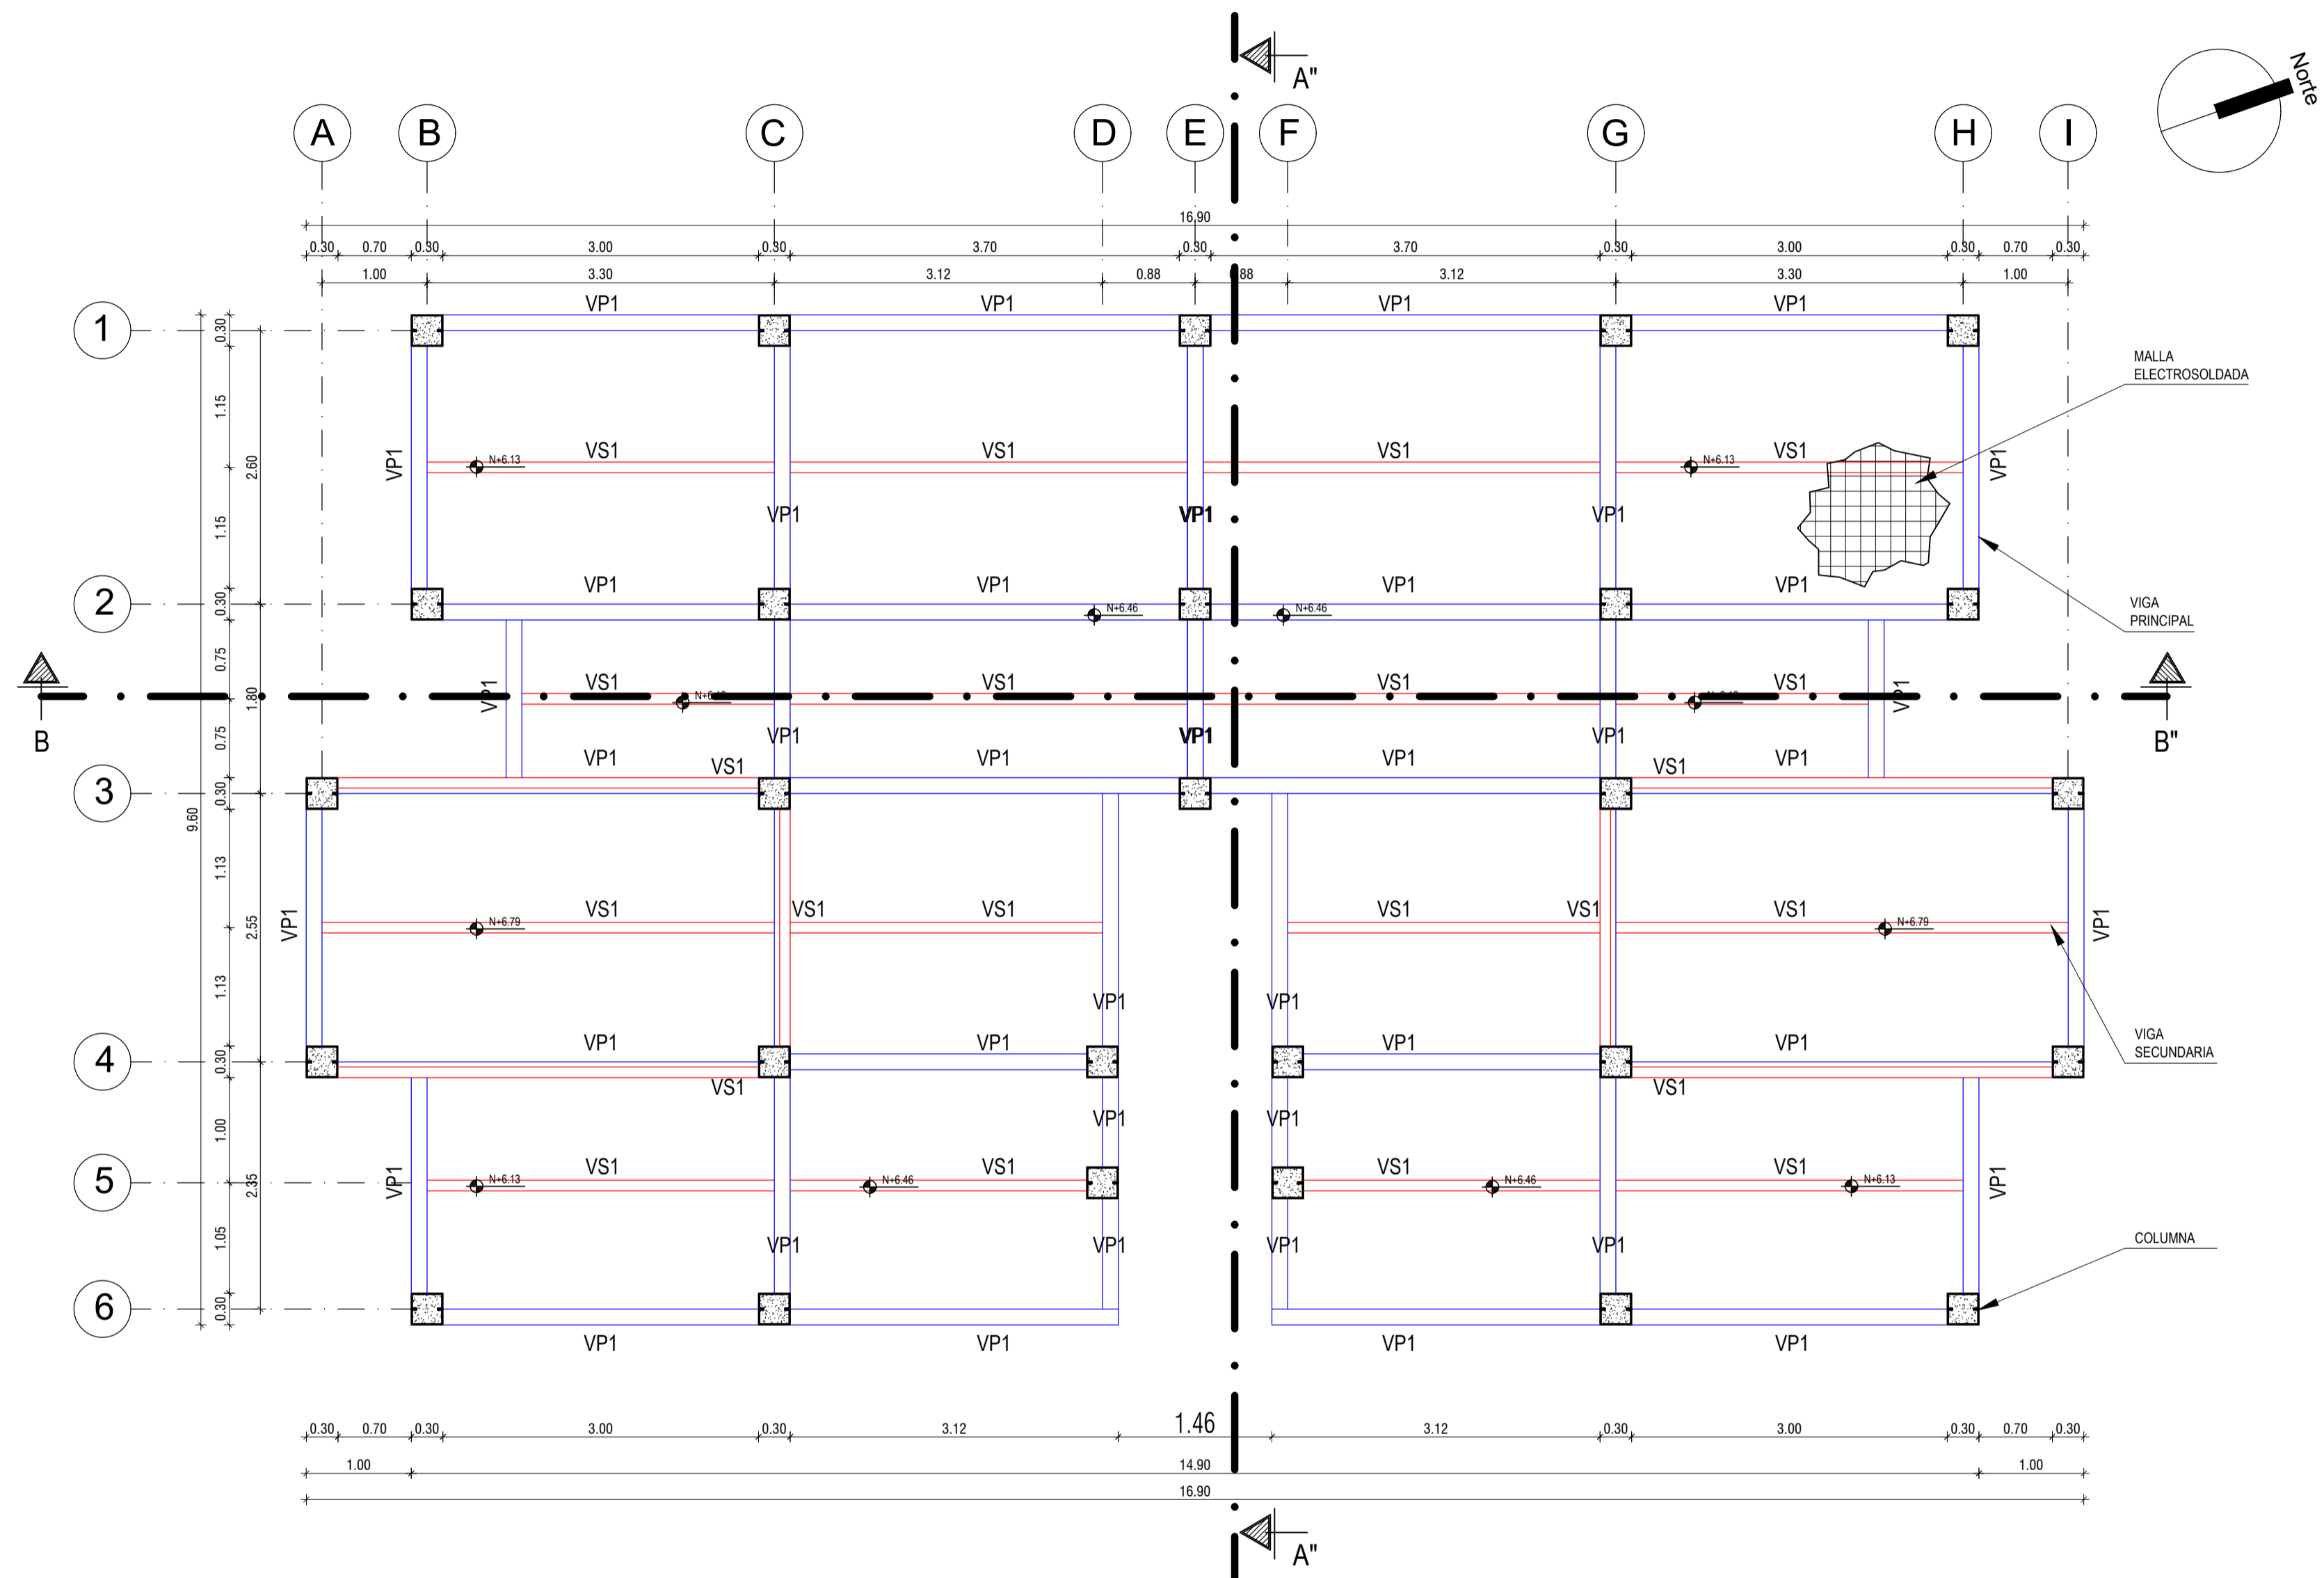 A"
Norte
A B C D E F G H I
16.90
0.30 0.70 0.30 3.00 0.30 3.70 0.30 3.70 0.30 3.00 0.30 0.70 0.30
1.00 3.30 3.12 0.88 3.12 3.30 1.00
VP1 VP1 VP1 VP1
1
0.30
MALLA
ELECTROSOLDADA
1.15
VS1 VS1 VS1 VS1
N+6.13 N+6.13
VP1 VP1
2.60
VP1 VP1 VP1
1.15
VP1 VP1 VP1 VP1
2
0.30
N+6.46 N+6.46
VIGA
PRINCIPAL
0.75
VS1 VS1 VS1 VS1
1.80
VP1 VP1
B B"
0.75
VP1 VP1 VP1
VP1 VP1 VP1 VP1
VS1 VS1
3
0.30
9.60
1.13
VS1 VS1 VS1 VS1 VS1 VS1
N+6.79 N+6.79
VP1 VP1
2.55
1.13
VP1 VP1
VP1 VP1 VP1 VP1
VIGA
SECUNDARIA
4
0.30
VS1 VS1
1.00
VP1 VP1
VS1 VS1 VS1 VS1
5
N+6.13 N+6.46 N+6.46 N+6.13
VP1 VP1
2.35
1.05
VP1 VP1 VP1 VP1
COLUMNA
6
0.30
VP1 VP1 VP1 VP1
0.30 0.70 0.30 3.00 0.30 3.12 1.46 3.12 0.30 3.00 0.30 0.70 0.30
1.00 14.90 1.00
16.90
A"